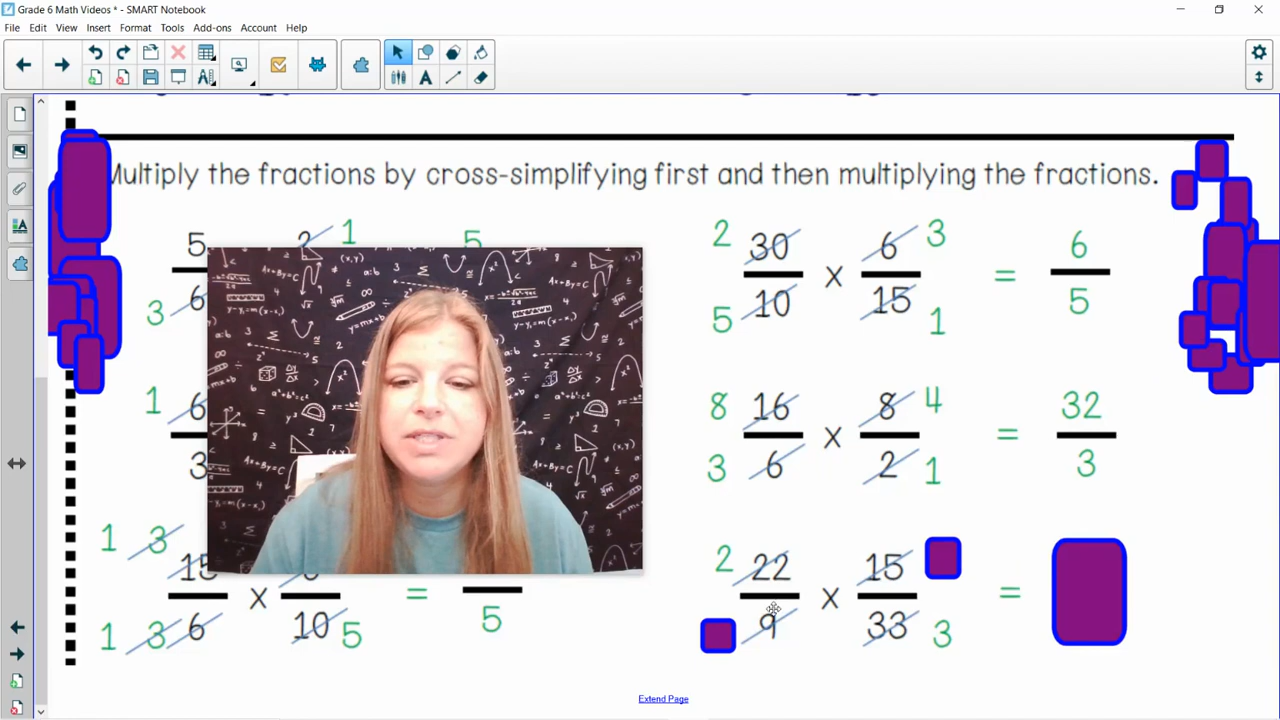 Grade 6 Math Videos * - SMART Notebook
File Edit View Insert Format Tools Add-ons Account Help
Multiply the fractions by cross-simplifying first and then multiplying the fractions.
5 2 1 5
3 6
2 30 x 6 3 = 6
5 10 15 1 5
1 6
3
8 16 x 8 4 = 32
3 6 2 1 3
1 3 15 x =
1 3 6 10 5 5
2 22 x 15 =
9 33 3
Extend Page